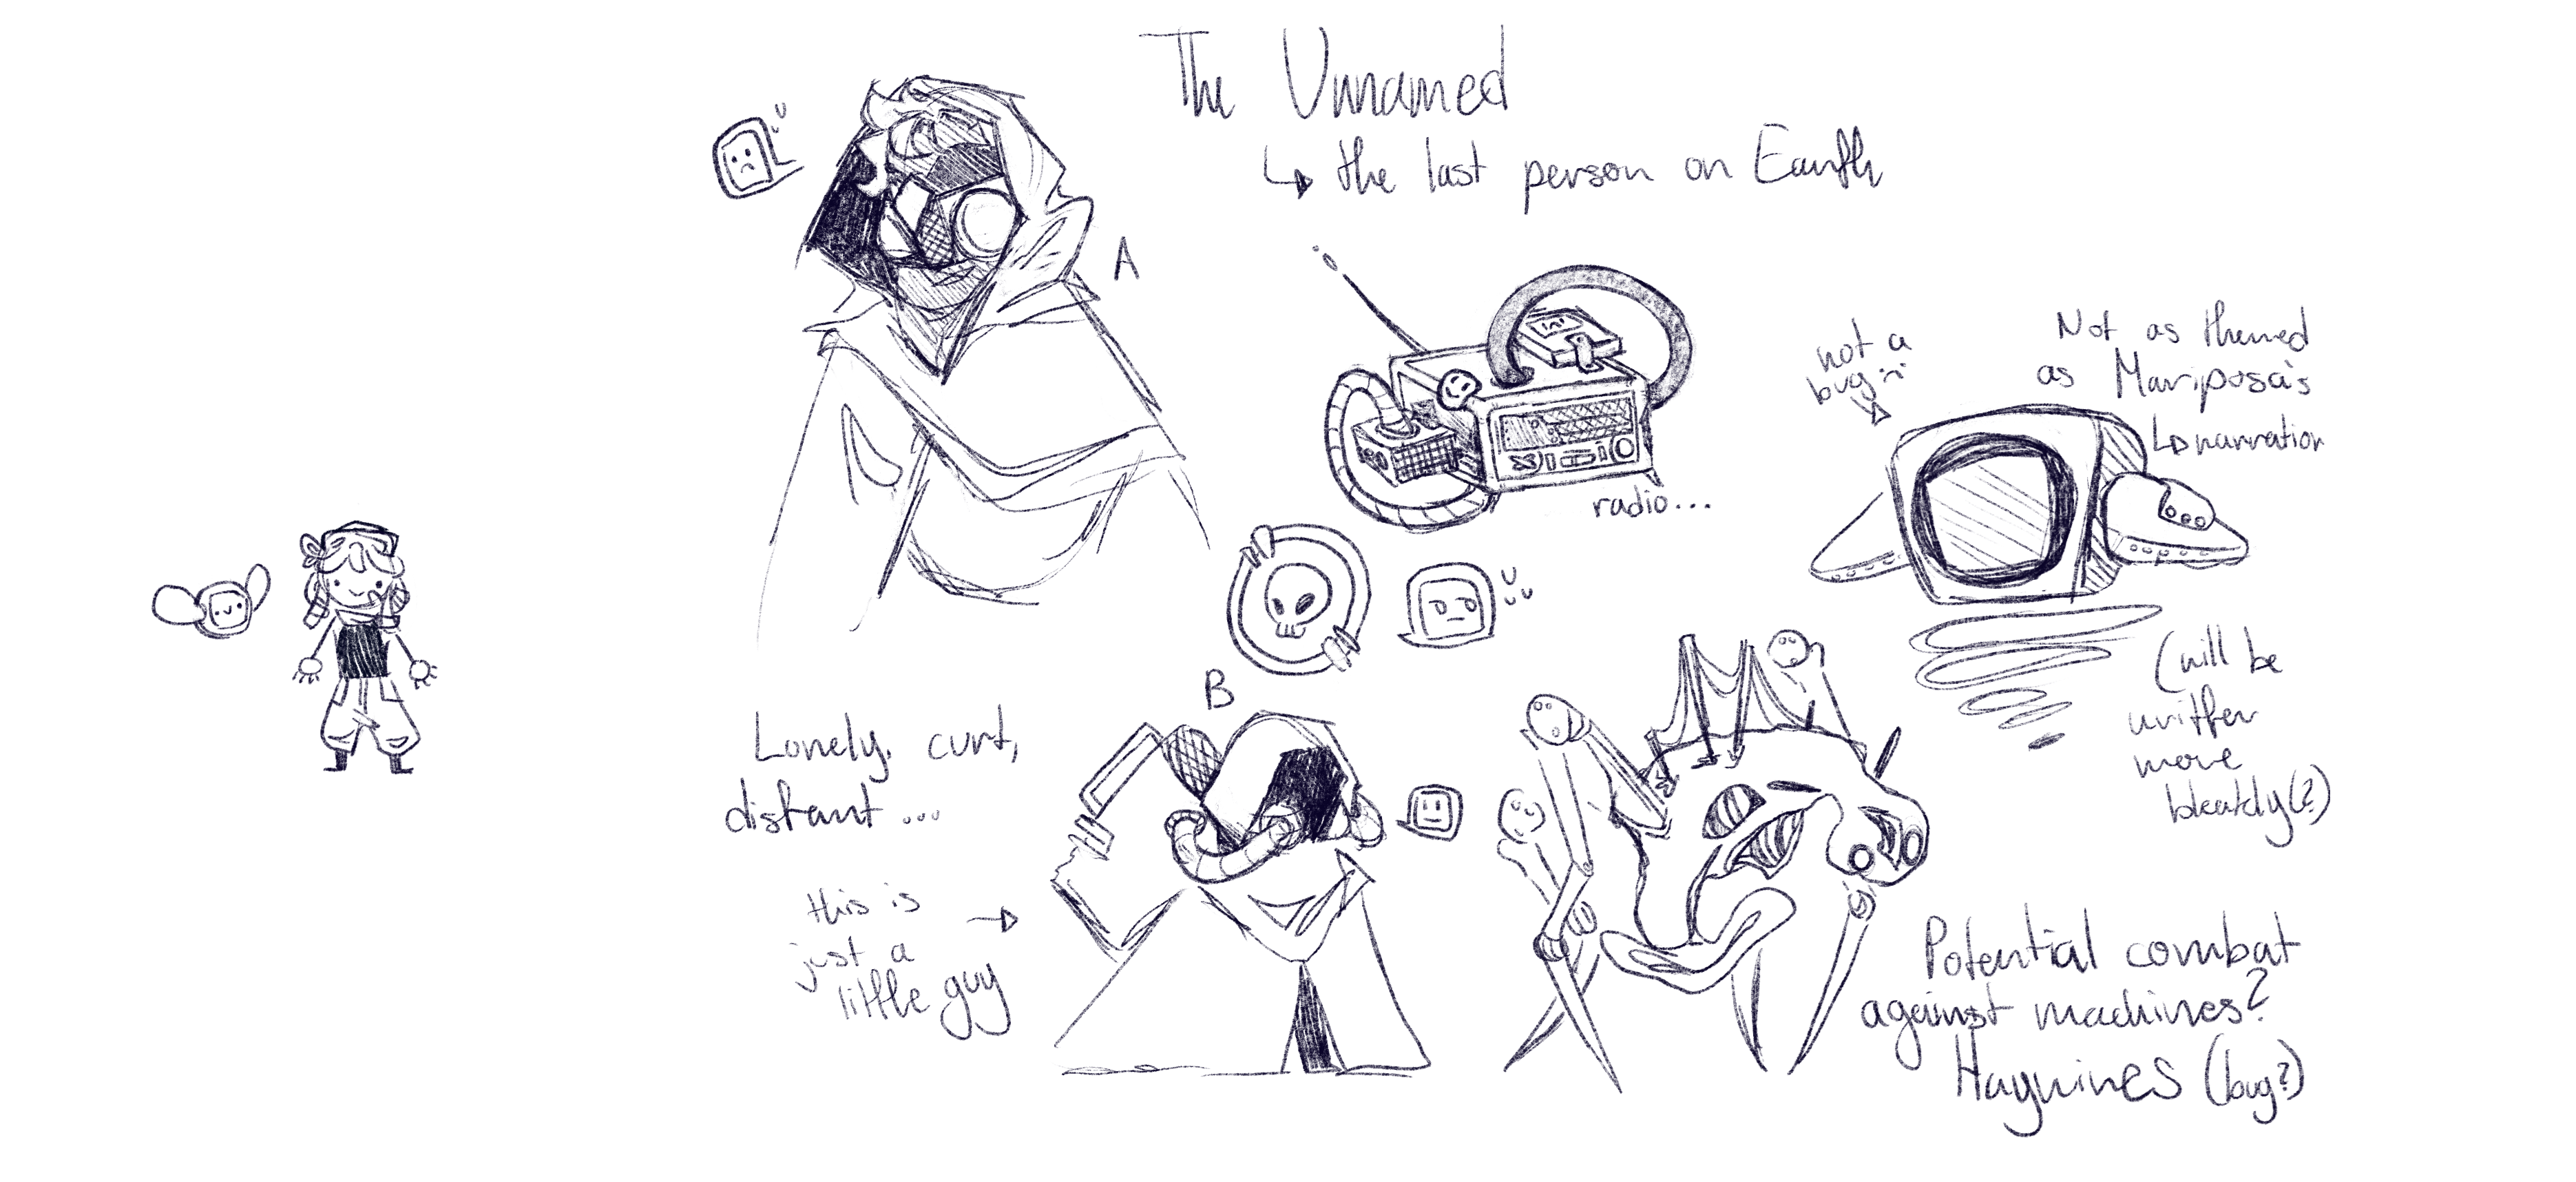 The Unnamed
↳ the last person on Earth
A
radio...
not a
bug :(
Not as themed
as Mariposa's
↳ narration
(will be
written
more
bleakly(?)
B
Lonely, curt,
distant...
this is →
just a
little guy
Potential combat
against machines?
Haynines (bug?)